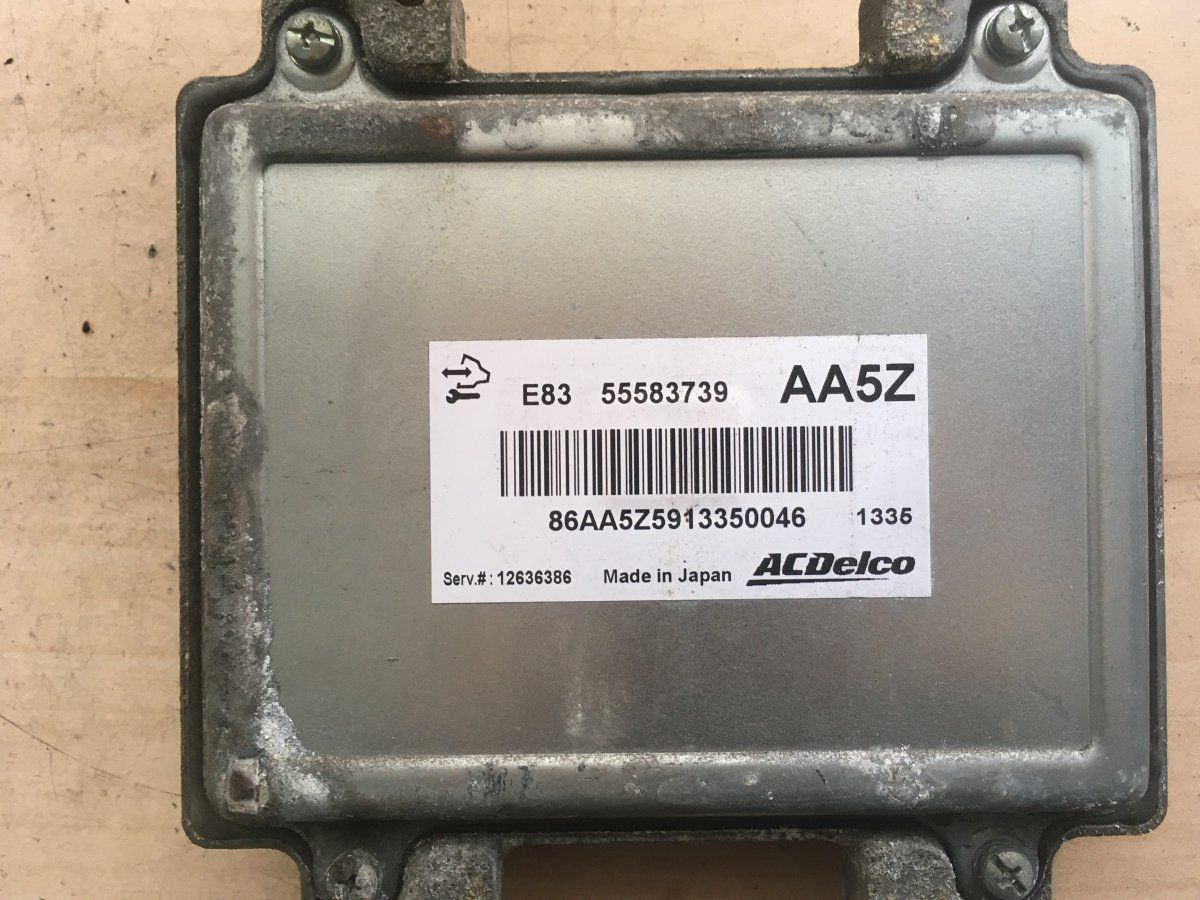 E83 55583739 AA5Z
86AA5Z5913350046 1335
Serv.#: 12636386 Made in Japan ACDelco